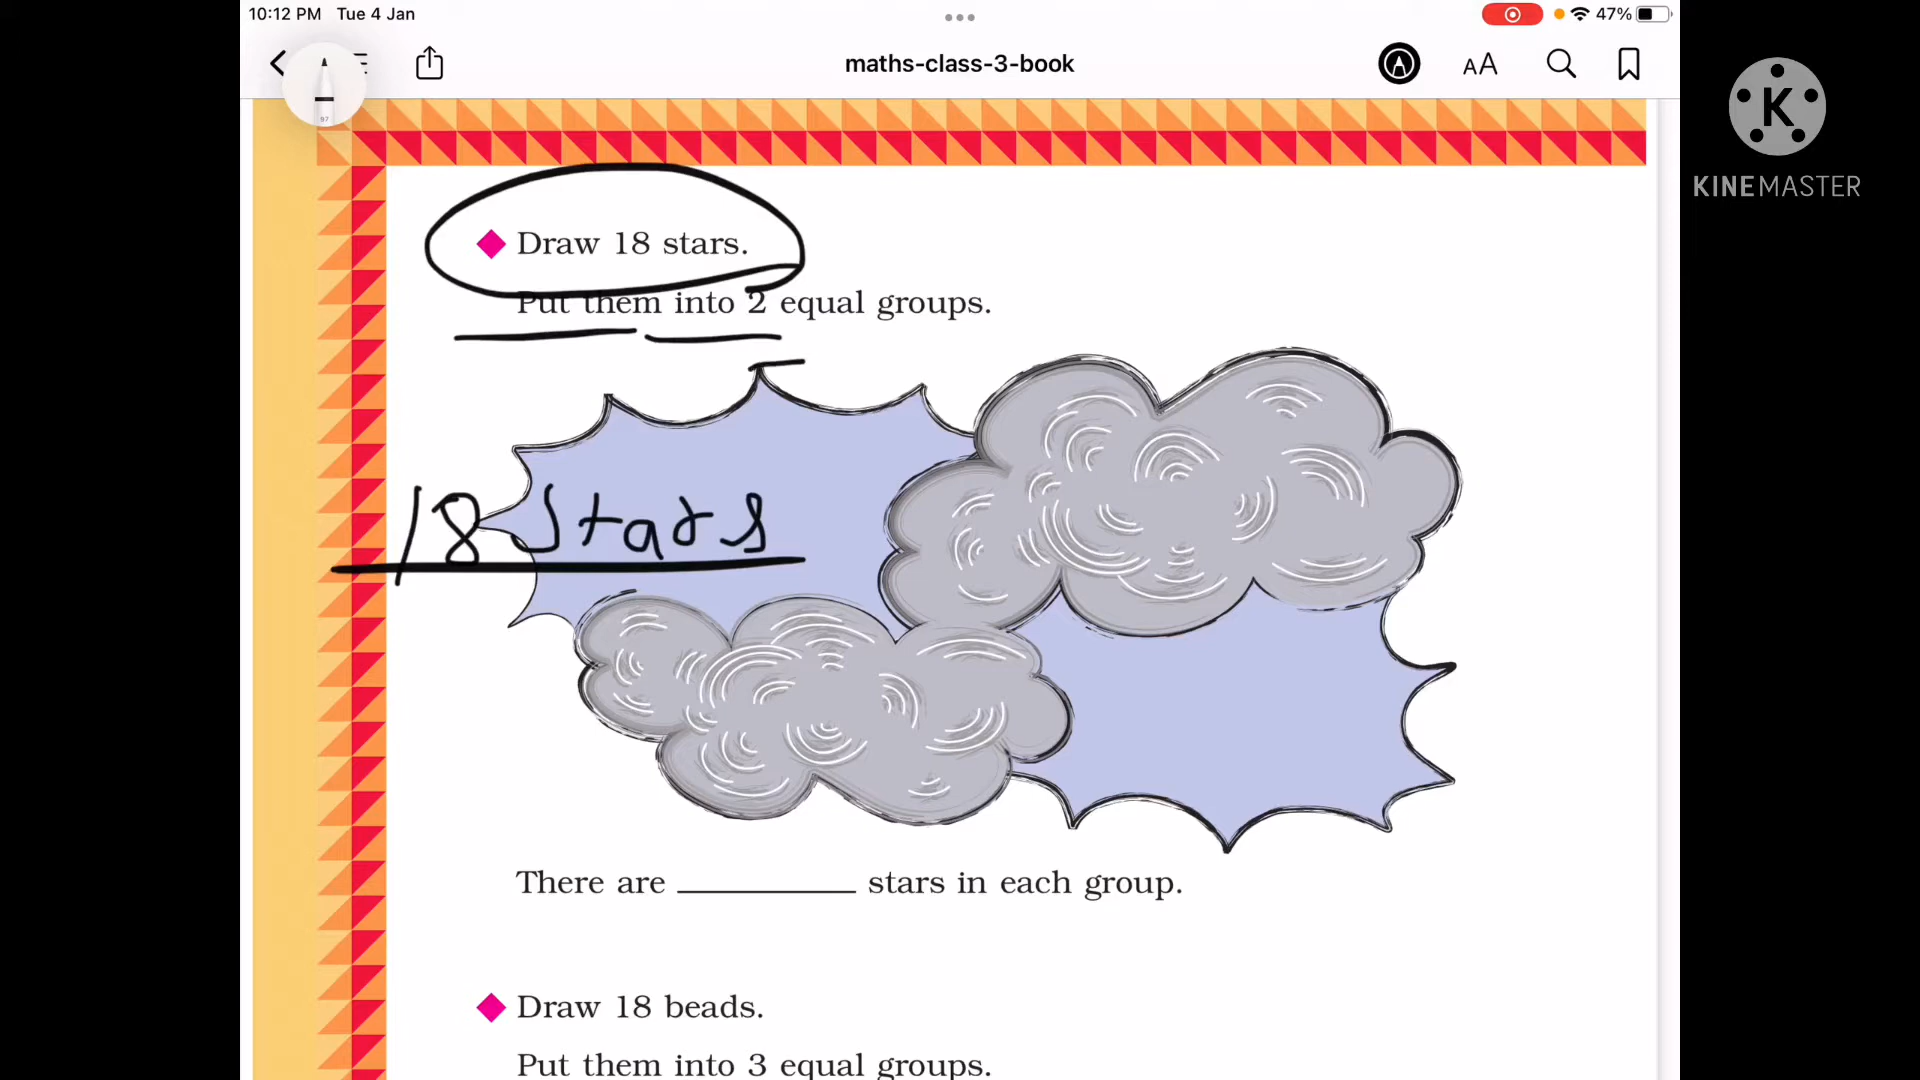 10:12 PM Tue 4 Jan
47%
maths-class-3-book
AA
K
KINEMASTER
97
Draw 18 stars.
Put them into 2 equal groups.
18 Stars
There are __________ stars in each group.
Draw 18 beads.
Put them into 3 equal groups.